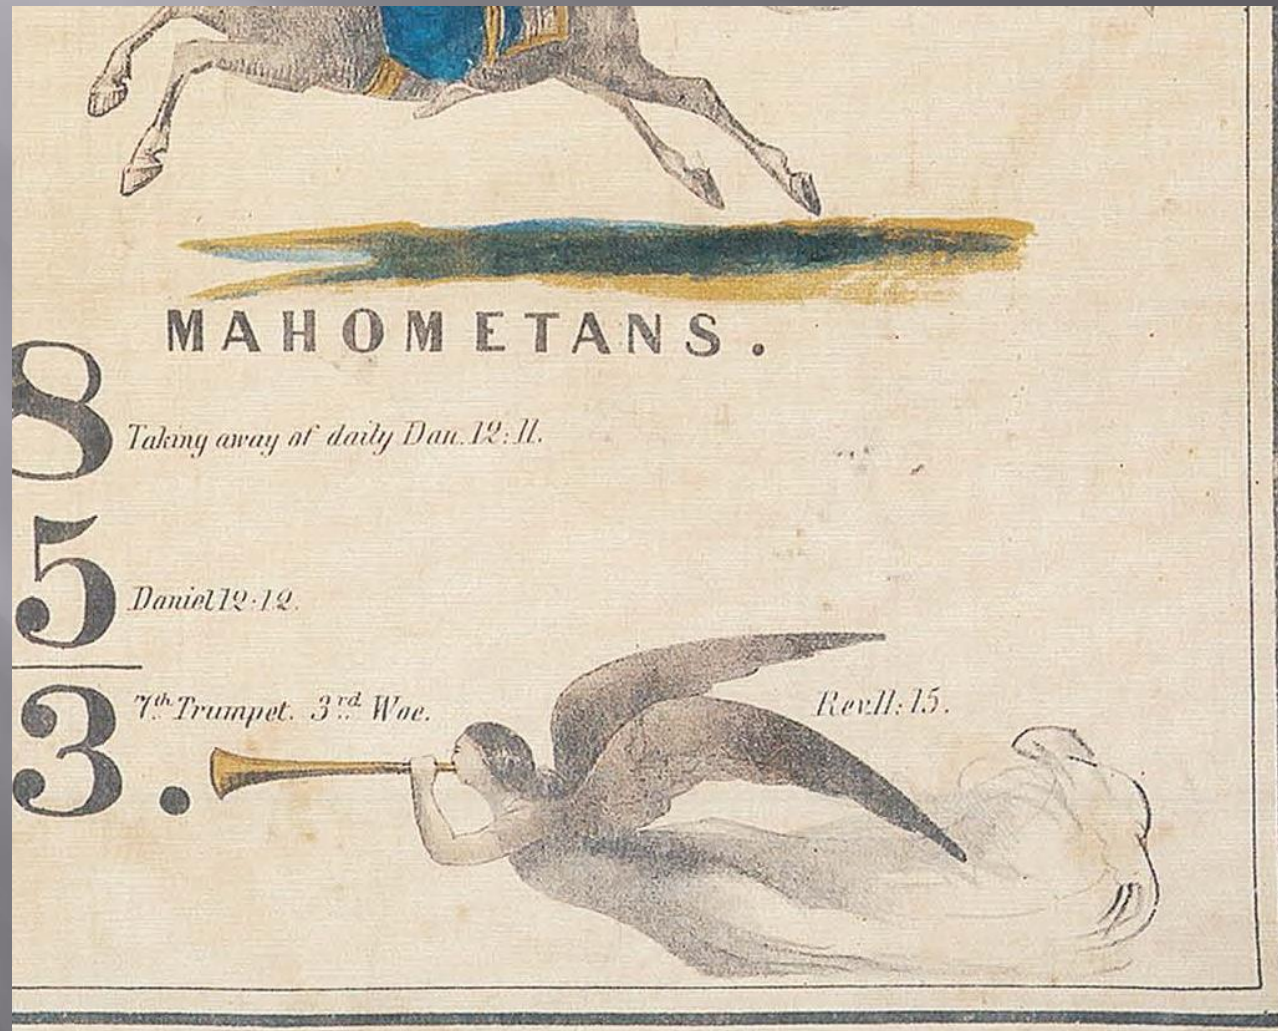 MAHOMETANS.
8 Taking away of daily Dan. 12:11.
5 Daniel 12:12.
3. 7th Trumpet. 3rd Woe.
Rev. 11:15.